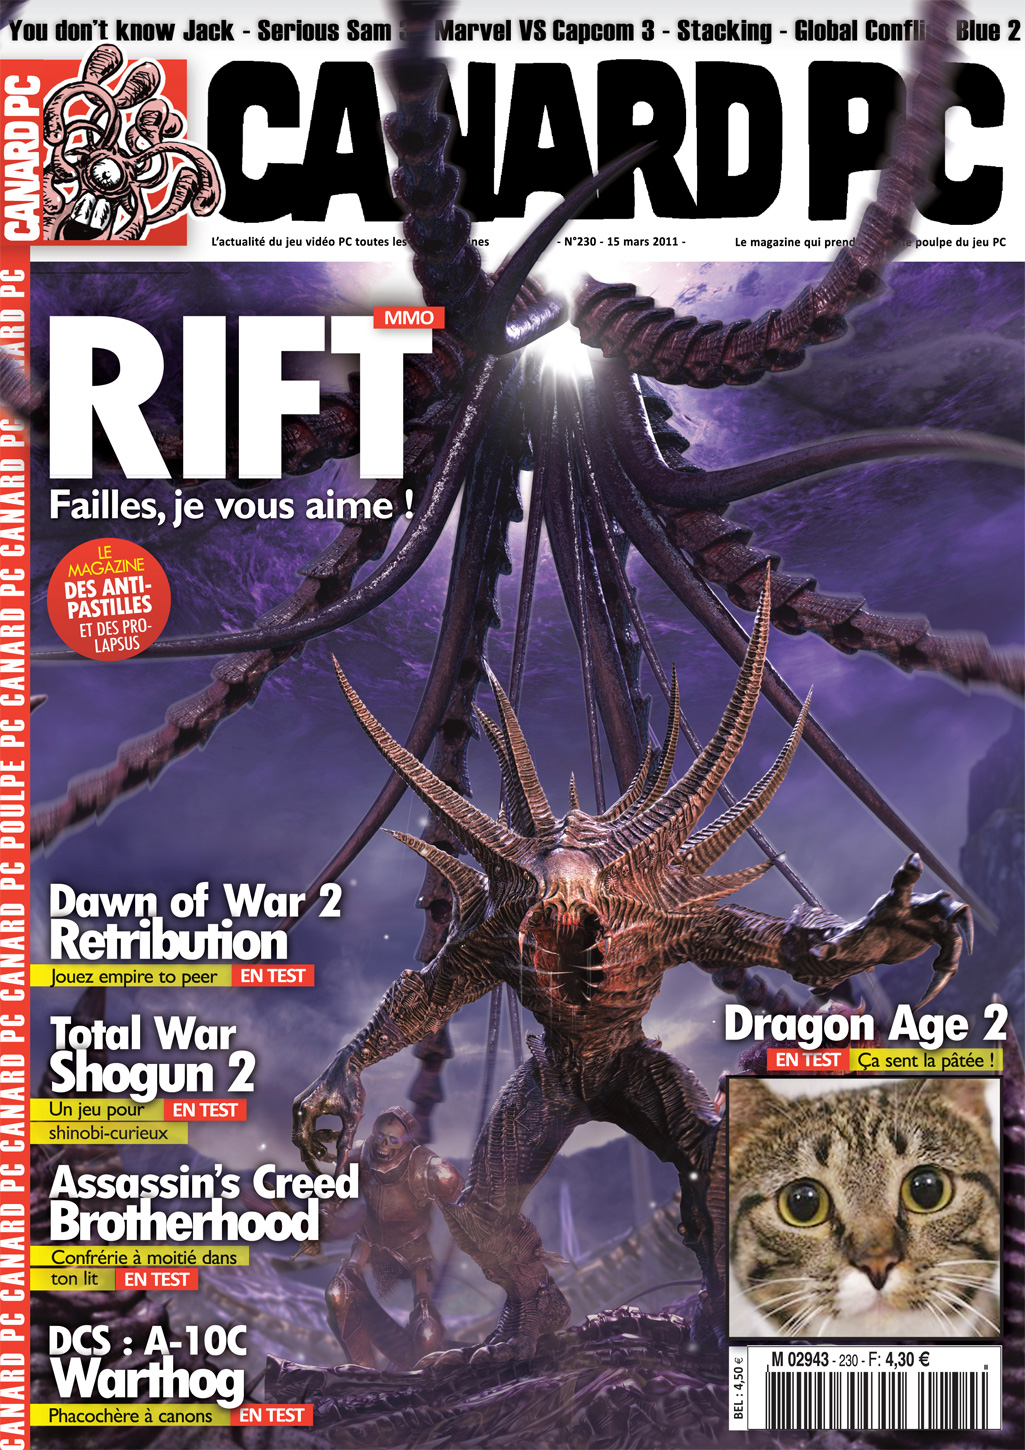 You don't know Jack - Serious Sam 3 - Marvel VS Capcom 3 - Stacking - Global Conflict Blue 2
CANARD PC
CANARD PC
L'actualité du jeu vidéo PC toutes les
- N°230 - 15 mars 2011 -
Le magazine qui prend poulpe du jeu PC
MMO
RIFT
Failles, je vous aime !
LE
MAGAZINE
DES ANTI-
PASTILLES
ET DES PRO-
LAPSUS
CANARD PC CANARD PC CANARD PC CANARD PC POULPE PC CANARD PC CANARD PC CANARD PC
Dawn of War 2
Retribution
Jouez empire to peer EN TEST
Total War
Shogun 2
Un jeu pour EN TEST
shinobi-curieux
Assassin's Creed
Brotherhood
Confrérie à moitié dans
ton lit EN TEST
DCS : A-10C
Warthog
Phacochère à canons EN TEST
Dragon Age 2
EN TEST Ça sent la pâtée !
BEL : 4,50 €
M 02943 - 230 - F: 4,30 €